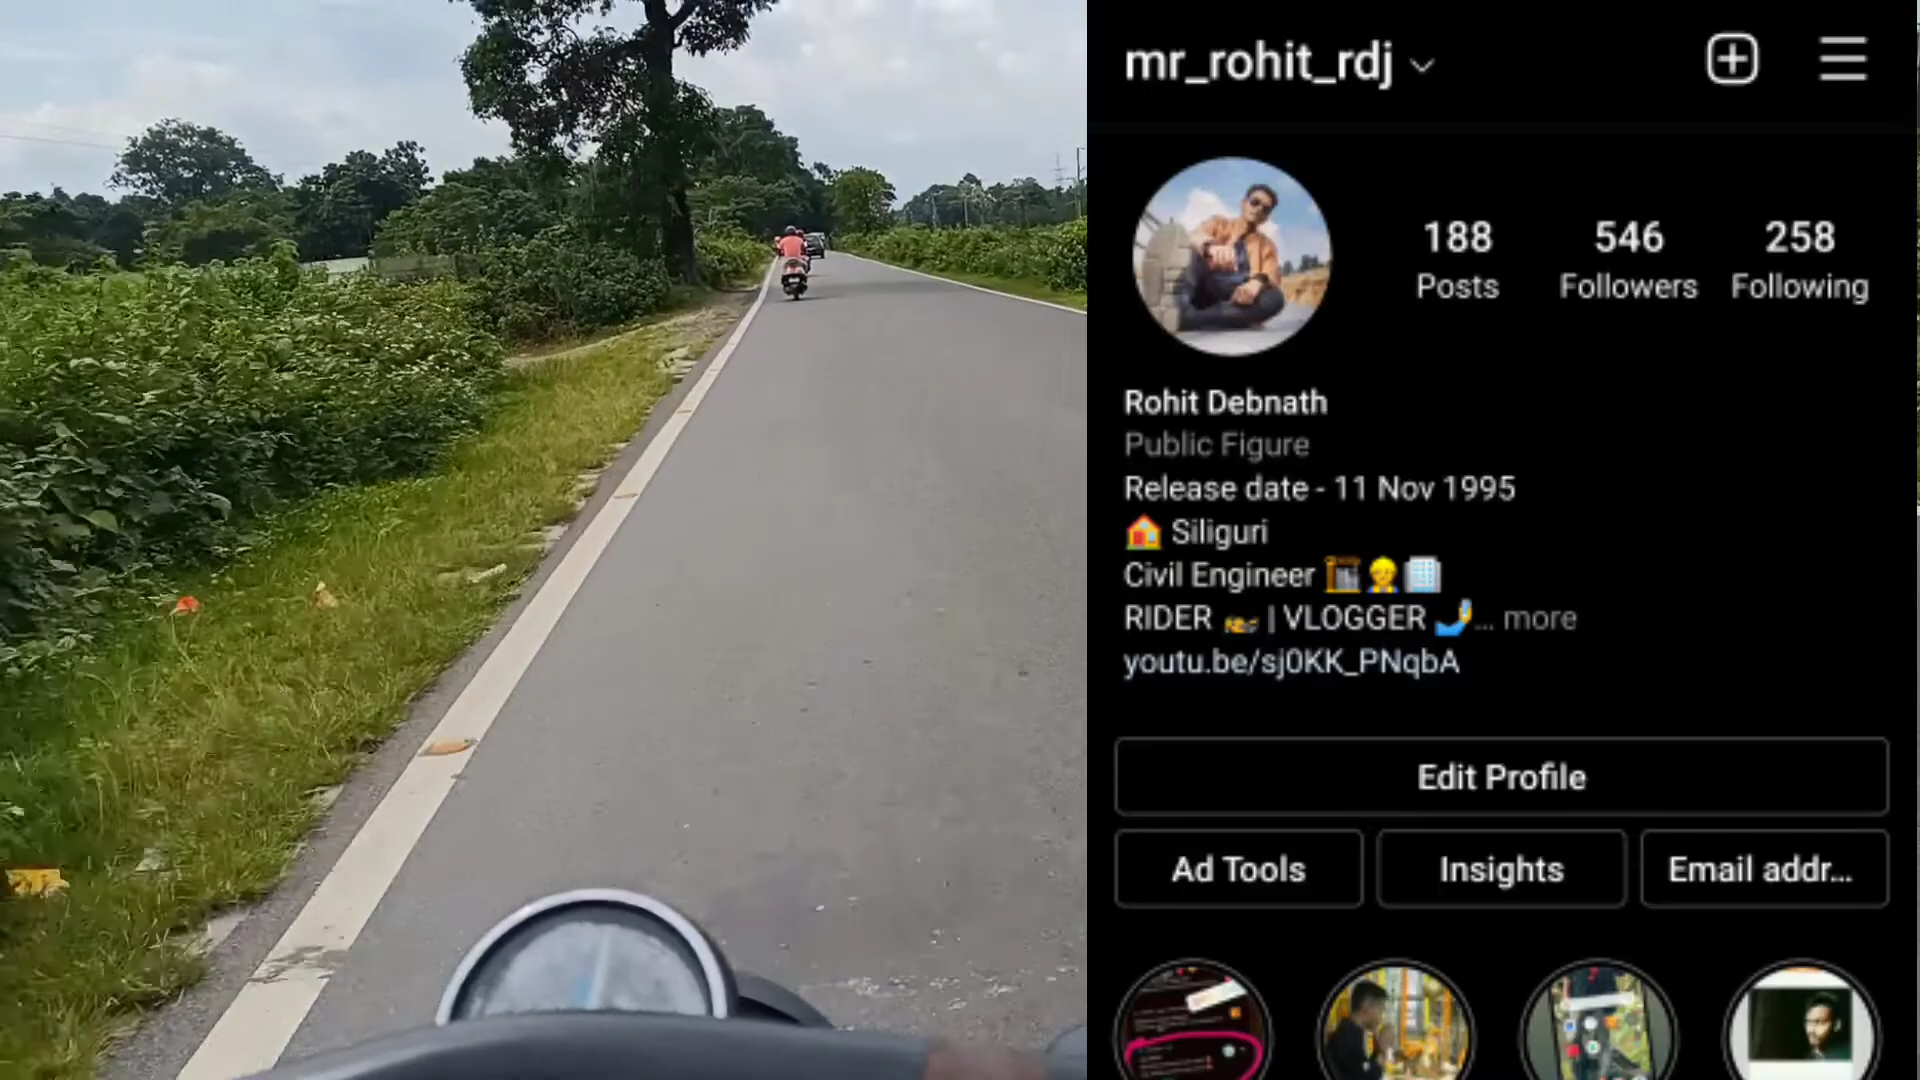 mr_rohit_rdj
188
546
258
Posts
Followers
Following
Rohit Debnath
Public Figure
Release date - 11 Nov 1995
🏠 Siliguri
Civil Engineer 🏗️👷🏢
RIDER 🏍️ | VLOGGER 🤳... more
youtu.be/sj0KK_PNqbA
Edit Profile
Ad Tools
Insights
Email addr...